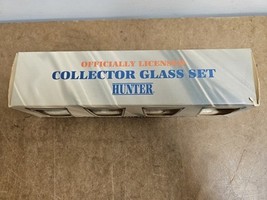 OFFICIALLY LICENSED
COLLECTOR GLASS SET
HUNTER